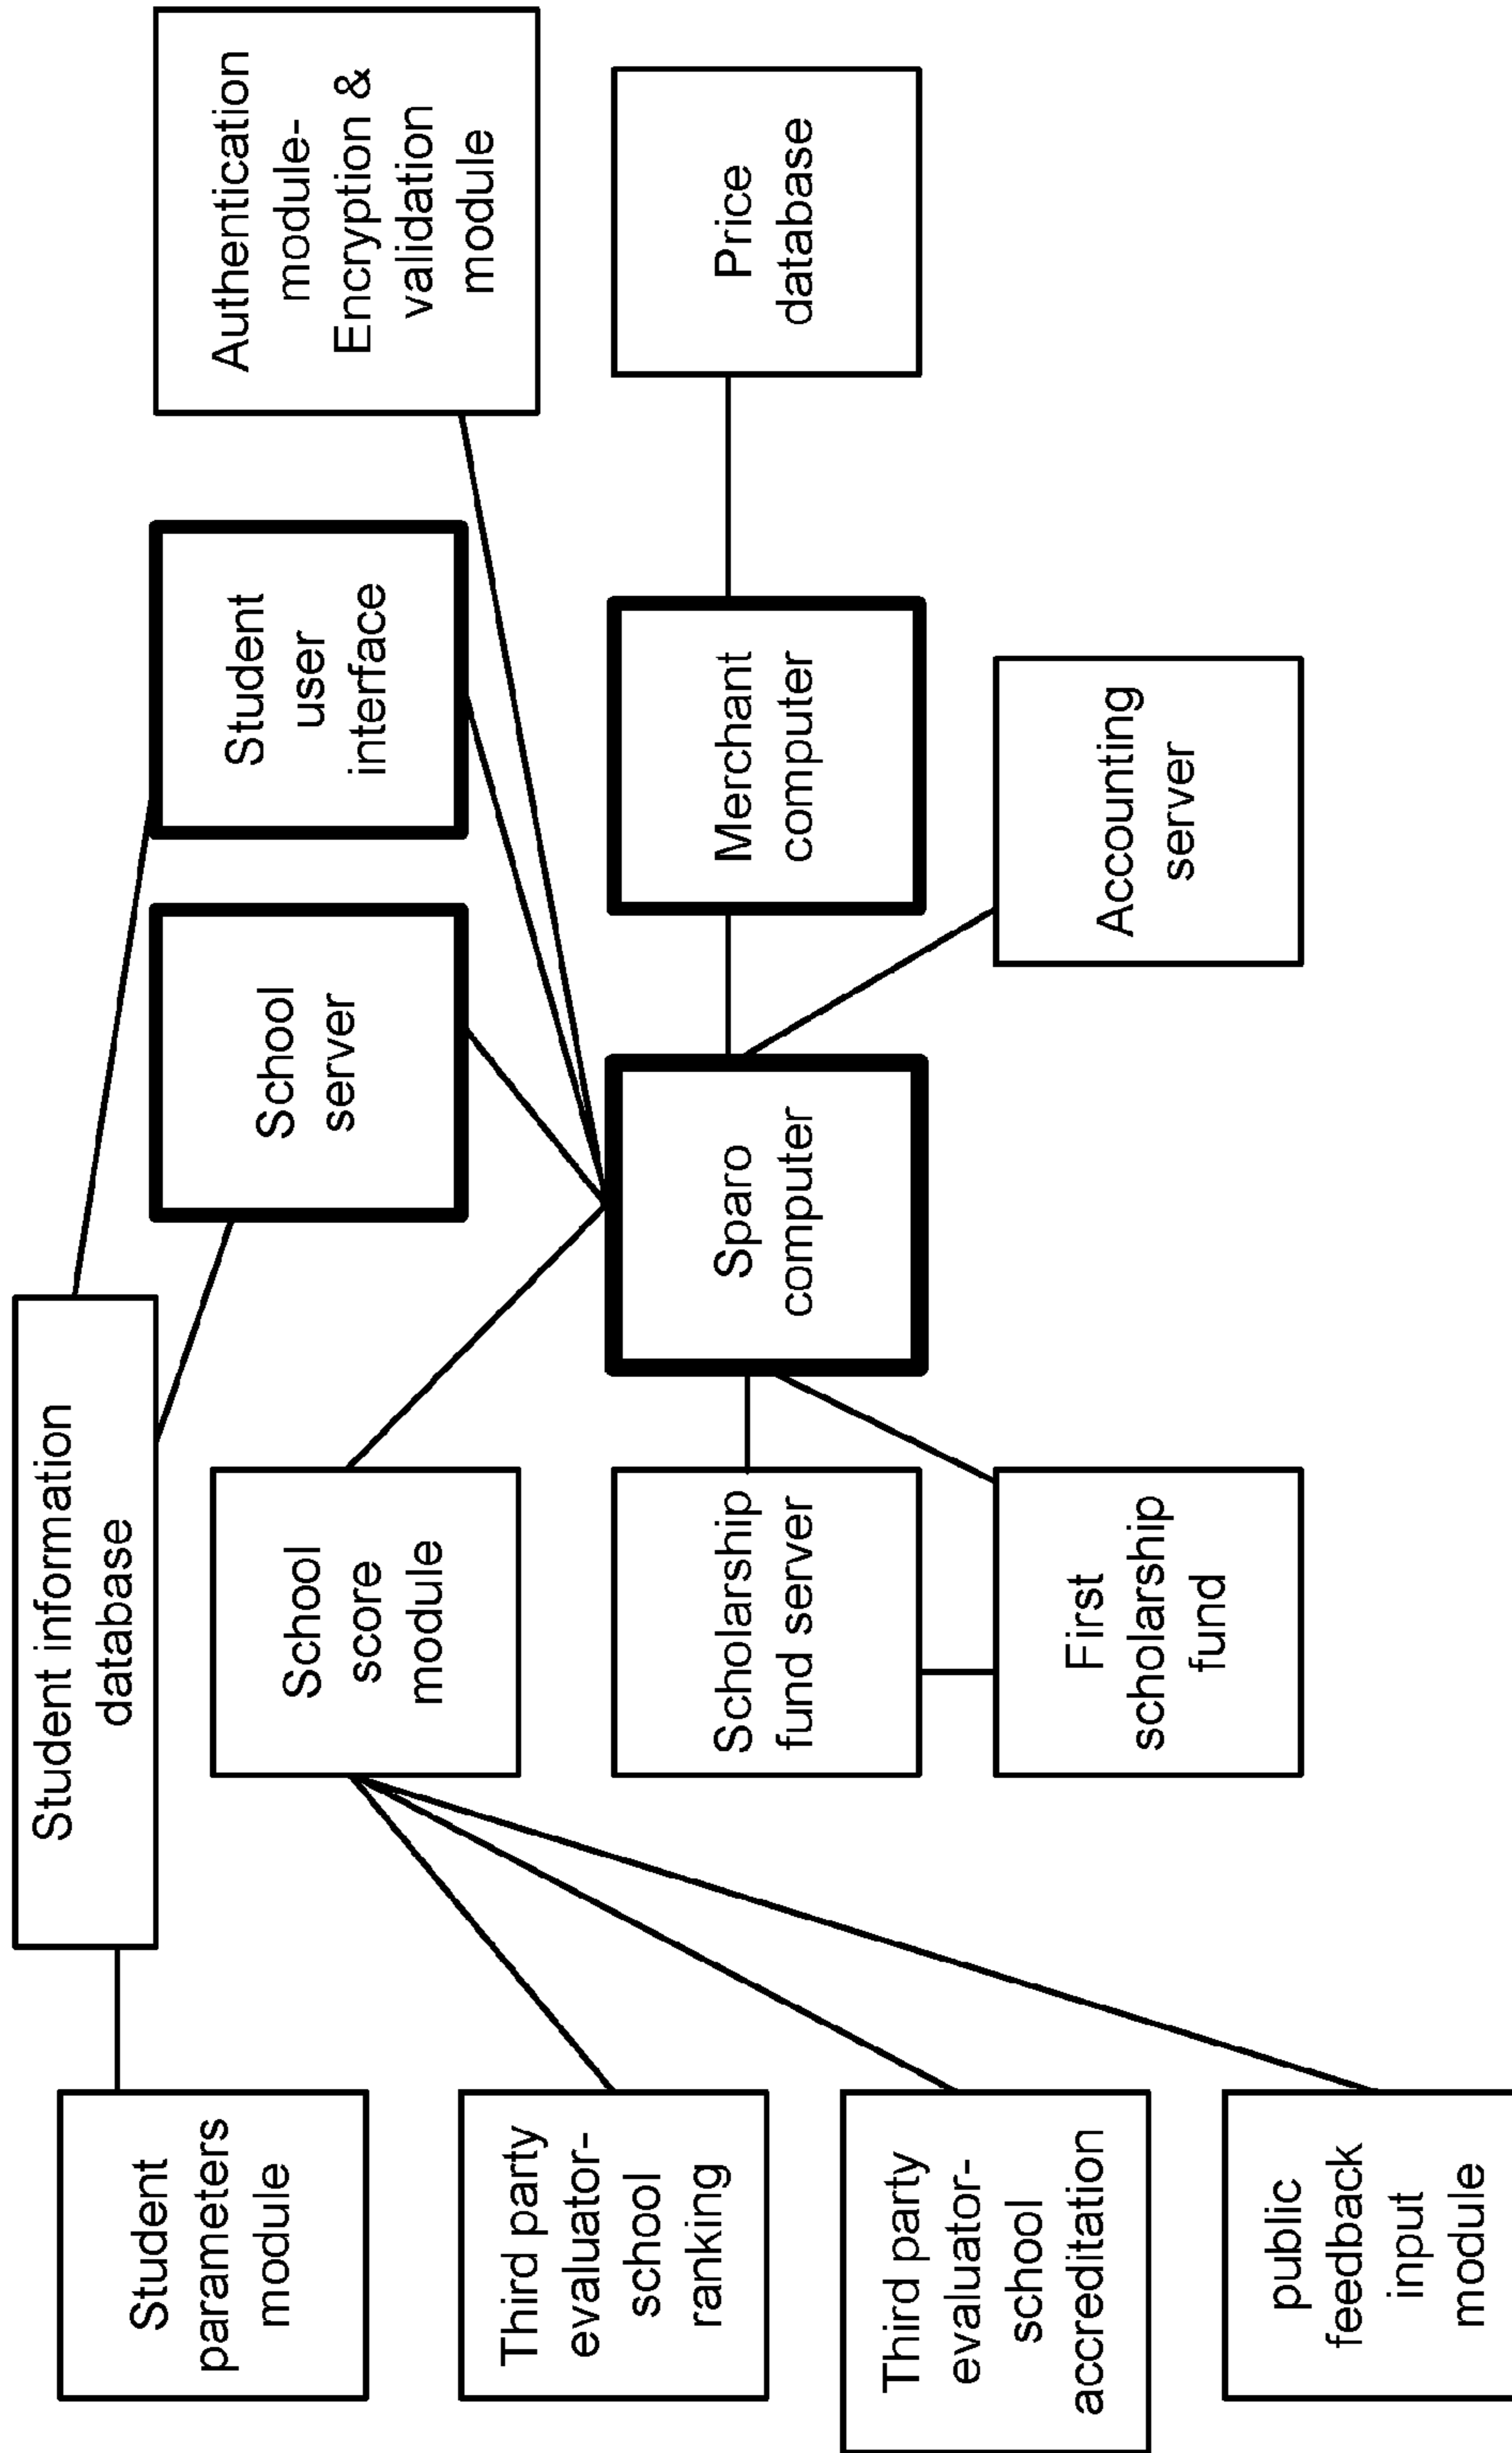 Student information
database
Student
parameters
module
School
score
module
School
server
Student
user
interface
Authentication
module-
Encryption &
validation
module
Third party
evaluator-
school
ranking
Scholarship
fund server
Sparo
computer
Merchant
computer
Price
database
Third party
evaluator-
school
accreditation
First
scholarship
fund
Accounting
server
public
feedback
input
module